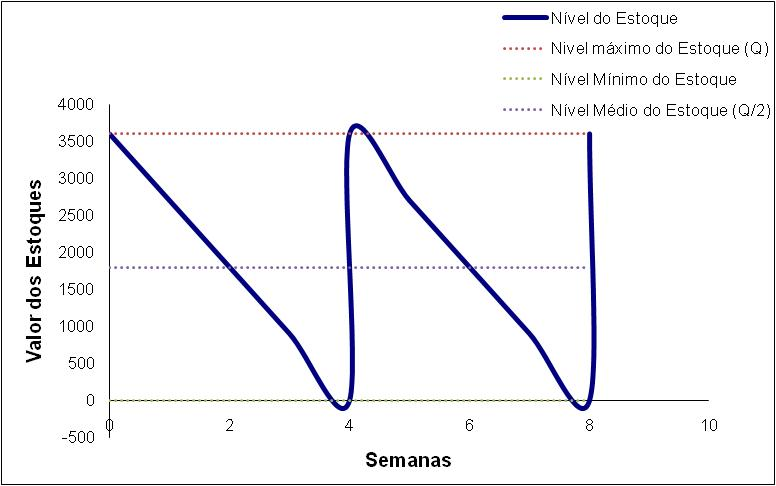 Nível do Estoque
Nivel máximo do Estoque (Q)
Nível Mínimo do Estoque
Nível Médio do Estoque (Q/2)
4000
3500
3000
2500
2000
1500
1000
500
0
-500
Valor dos Estoques
0 2 4 6 8 10
Semanas